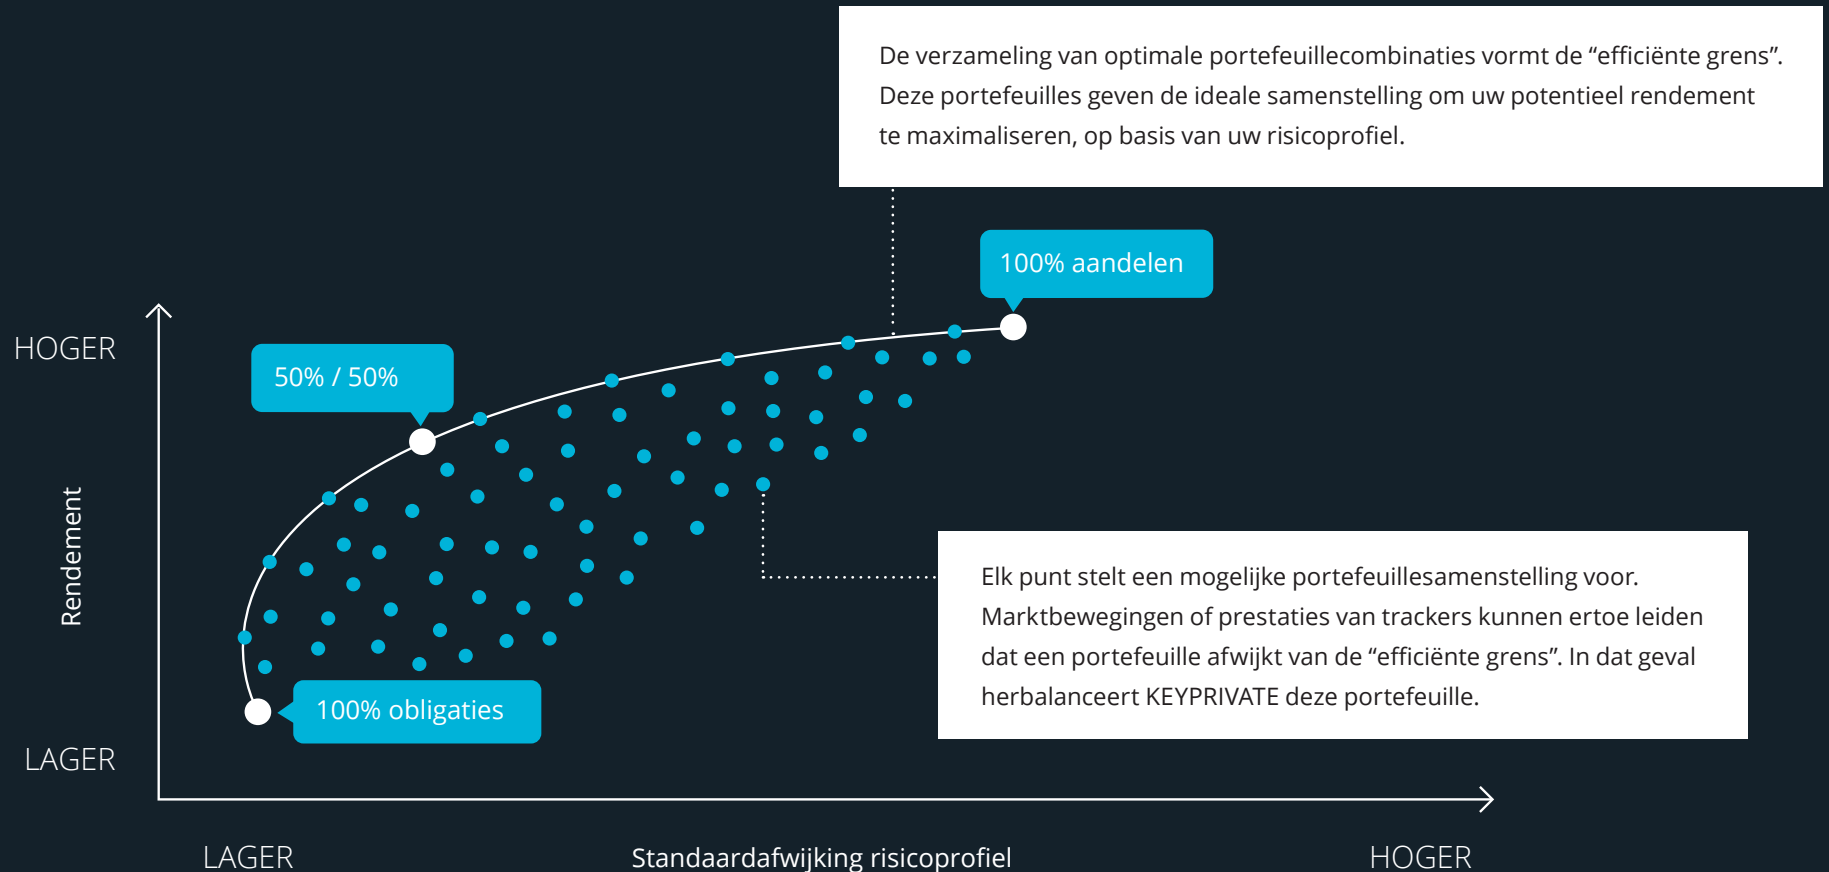 De verzameling van optimale portefeuillecombinaties vormt de “efficiënte grens”.
Deze portefeuilles geven de ideale samenstelling om uw potentieel rendement
te maximaliseren, op basis van uw risicoprofiel.
100% aandelen
HOGER
50% / 50%
Rendement
Elk punt stelt een mogelijke portefeuillesamenstelling voor.
Marktbewegingen of prestaties van trackers kunnen ertoe leiden
dat een portefeuille afwijkt van de “efficiënte grens”. In dat geval
herbalanceert KEYPRIVATE deze portefeuille.
100% obligaties
LAGER
LAGER
Standaardafwijking risicoprofiel
HOGER